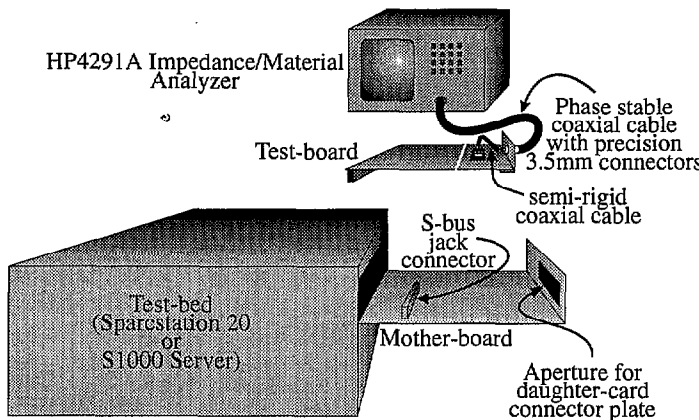 HP4291A Impedance/Material
Analyzer
Phase stable
coaxial cable
with precision
3.5mm connectors
Test-board
semi-rigid
coaxial cable
S-bus
jack
connector
Test-bed
(Sparcstation 20
or
S1000 Server)
Mother-board
Aperture for
daughter-card
connector plate